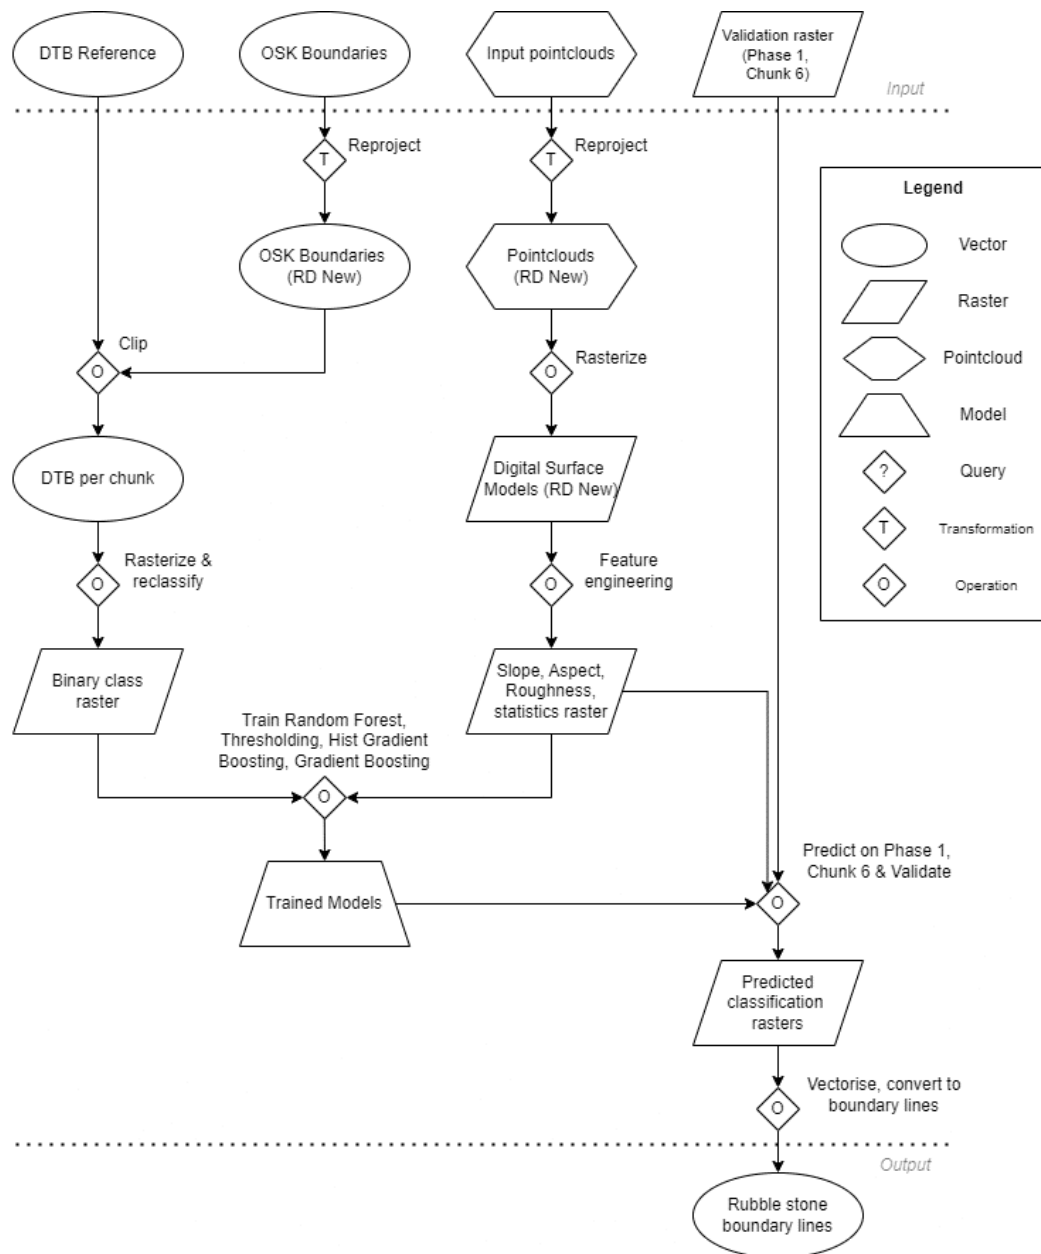 DTB Reference
OSK Boundaries
Input pointclouds
Validation raster
(Phase 1,
Chunk 6)
Input
T
Reproject
T
Reproject
OSK Boundaries
(RD New)
Pointclouds
(RD New)
Legend
Vector
Raster
Pointcloud
Model
?
Query
T
Transformation
O
Operation
Clip
O
Rasterize
O
DTB per chunk
Digital Surface
Models (RD New)
Rasterize &
reclassify
O
Feature
engineering
O
Binary class
raster
Slope, Aspect,
Roughness,
statistics raster
Train Random Forest,
Thresholding, Hist Gradient
Boosting, Gradient Boosting
O
Trained Models
Predict on Phase 1,
Chunk 6 & Validate
O
Predicted
classification
rasters
Vectorise, convert to
boundary lines
O
Output
Rubble stone
boundary lines